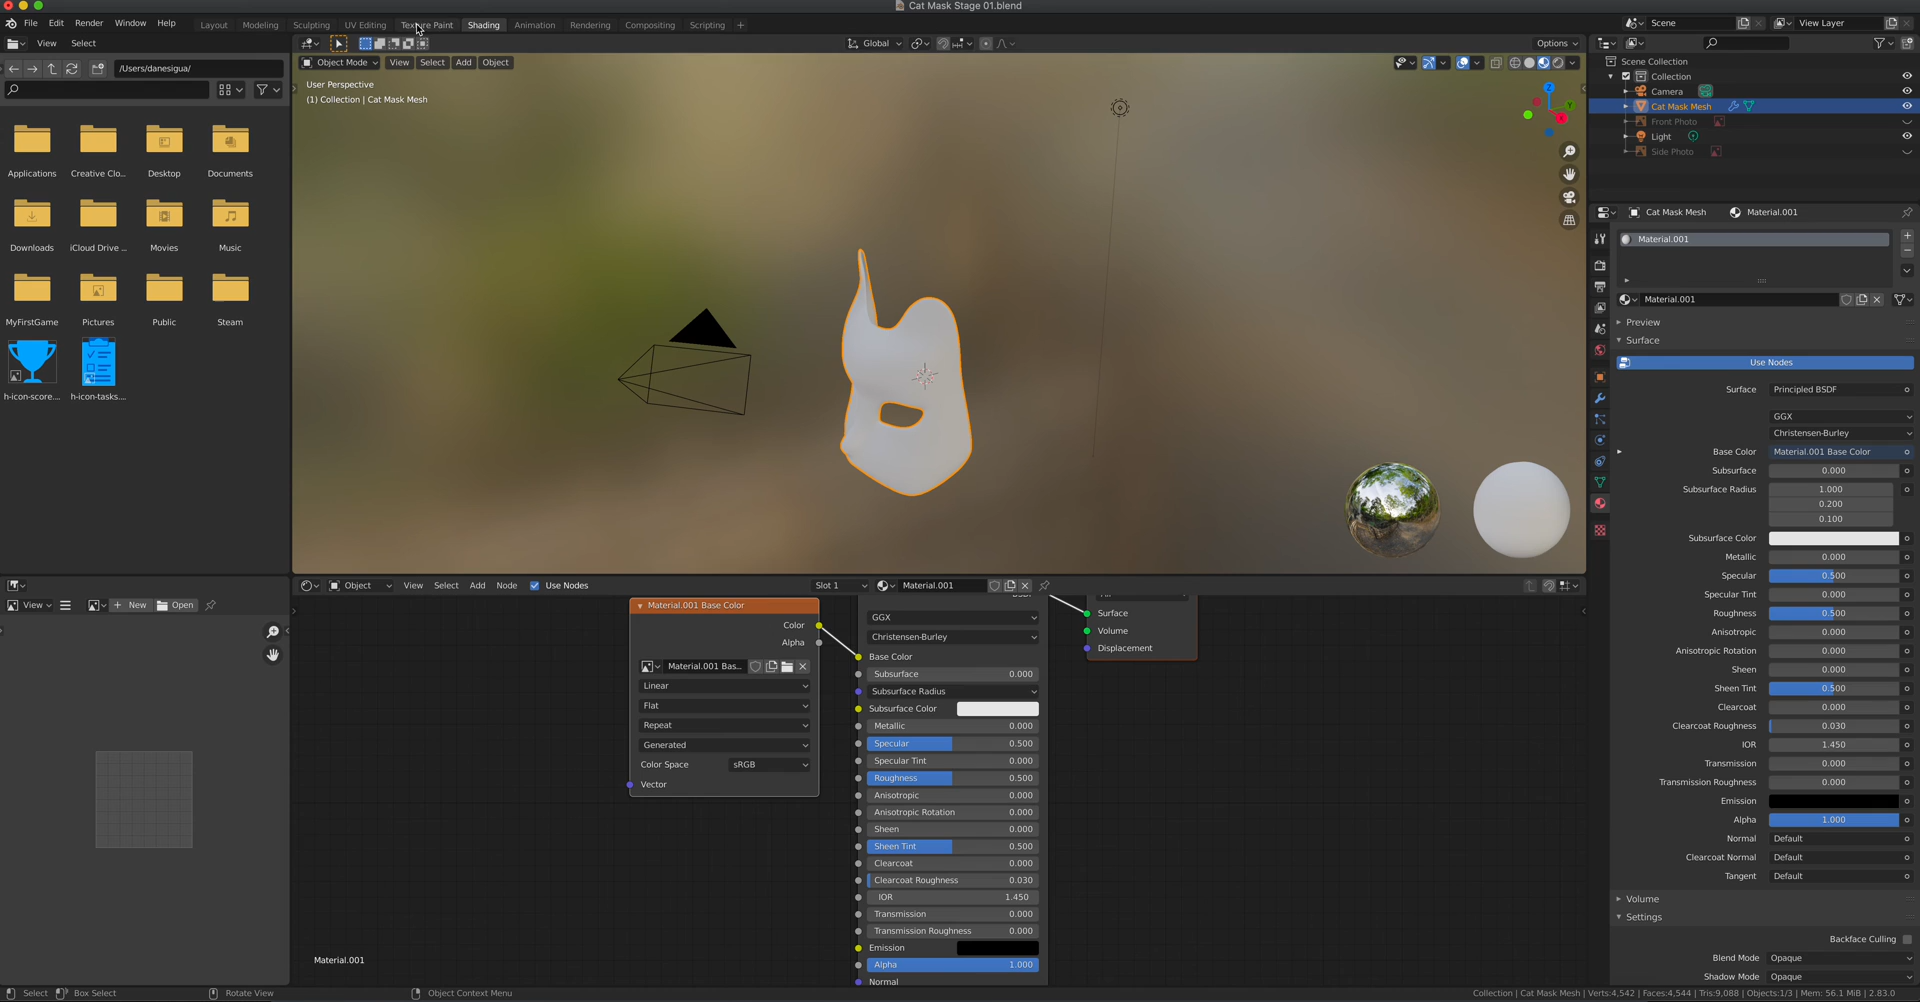 Cat Mask Stage 01.blend
File Edit Render Window Help Layout Modeling Sculpting UV Editing Texture Paint Shading Animation Rendering Compositing Scripting + Scene View Layer
View Select
Global Options
/Users/danesigua/
Object Mode View Select Add Object
User Perspective
(1) Collection | Cat Mask Mesh
Applications Creative Clo... Desktop Documents
Downloads iCloud Drive ... Movies Music
MyFirstGame Pictures Public Steam
h-icon-score.... h-icon-tasks....
Z
Y
X
Scene Collection
Collection
Camera
Cat Mask Mesh
Front Photo
Light
Side Photo
Cat Mask Mesh Material.001
Material.001
Material.001
Preview
Surface
Use Nodes
Surface Principled BSDF
GGX
Christensen-Burley
Base Color Material.001 Base Color
Subsurface 0.000
Subsurface Radius 1.000
0.200
0.100
Subsurface Color
Metallic 0.000
Specular 0.500
Specular Tint 0.000
Roughness 0.500
Anisotropic 0.000
Anisotropic Rotation 0.000
Sheen 0.000
Sheen Tint 0.500
Clearcoat 0.000
Clearcoat Roughness 0.030
IOR 1.450
Transmission 0.000
Transmission Roughness 0.000
Emission
Alpha 1.000
Normal Default
Clearcoat Normal Default
Tangent Default
Volume
Settings
Backface Culling
Blend Mode Opaque
Shadow Mode Opaque
View + New Open
Object View Select Add Node Use Nodes Slot 1 Material.001
Material.001 Base Color
Color
Alpha
Material.001 Bas...
Linear
Flat
Repeat
Generated
Color Space sRGB
Vector
GGX
Christensen-Burley
Base Color
Subsurface 0.000
Subsurface Radius
Subsurface Color
Metallic 0.000
Specular 0.500
Specular Tint 0.000
Roughness 0.500
Anisotropic 0.000
Anisotropic Rotation 0.000
Sheen 0.000
Sheen Tint 0.500
Clearcoat 0.000
Clearcoat Roughness 0.030
IOR 1.450
Transmission 0.000
Transmission Roughness 0.000
Emission
Alpha 1.000
Normal
Surface
Volume
Displacement
Material.001
Select Box Select Rotate View Object Context Menu Collection | Cat Mask Mesh | Verts:4,542 | Faces:4,544 | Tris:9,088 | Objects:1/3 | Mem: 56.1 MiB | 2.83.0